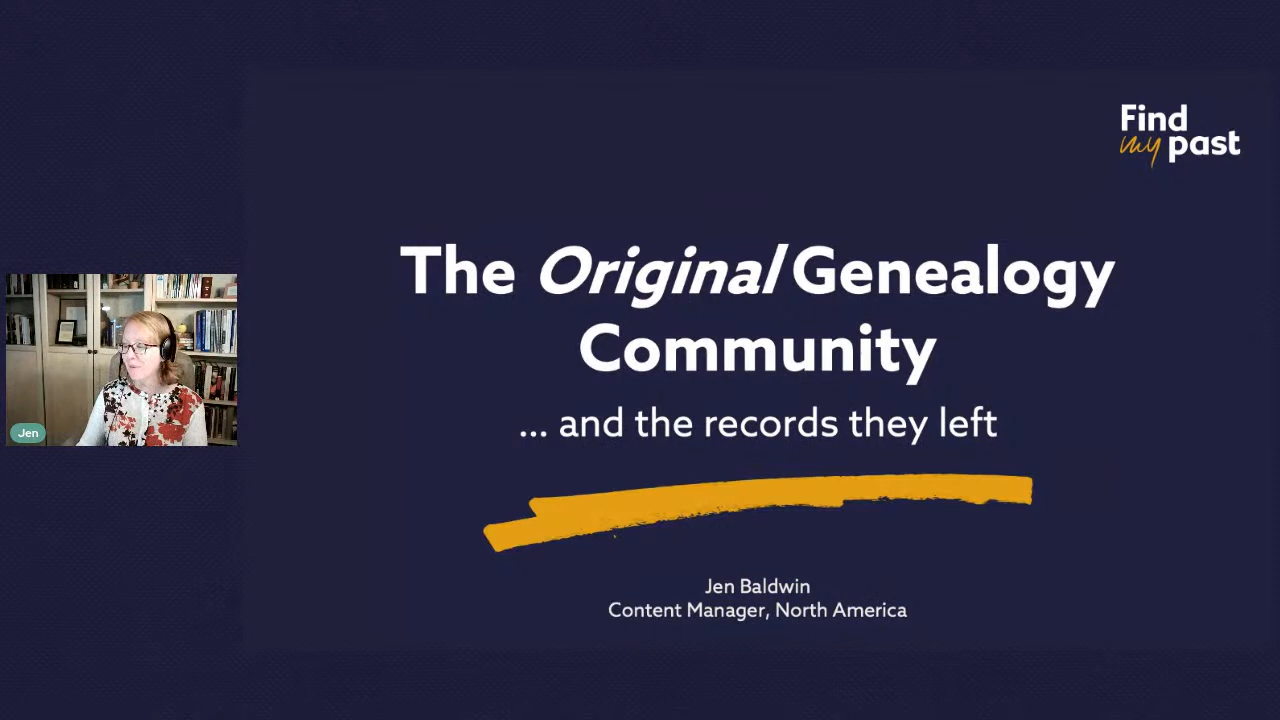 Find
my past
The Original Genealogy
Community
... and the records they left
Jen
Jen Baldwin
Content Manager, North America